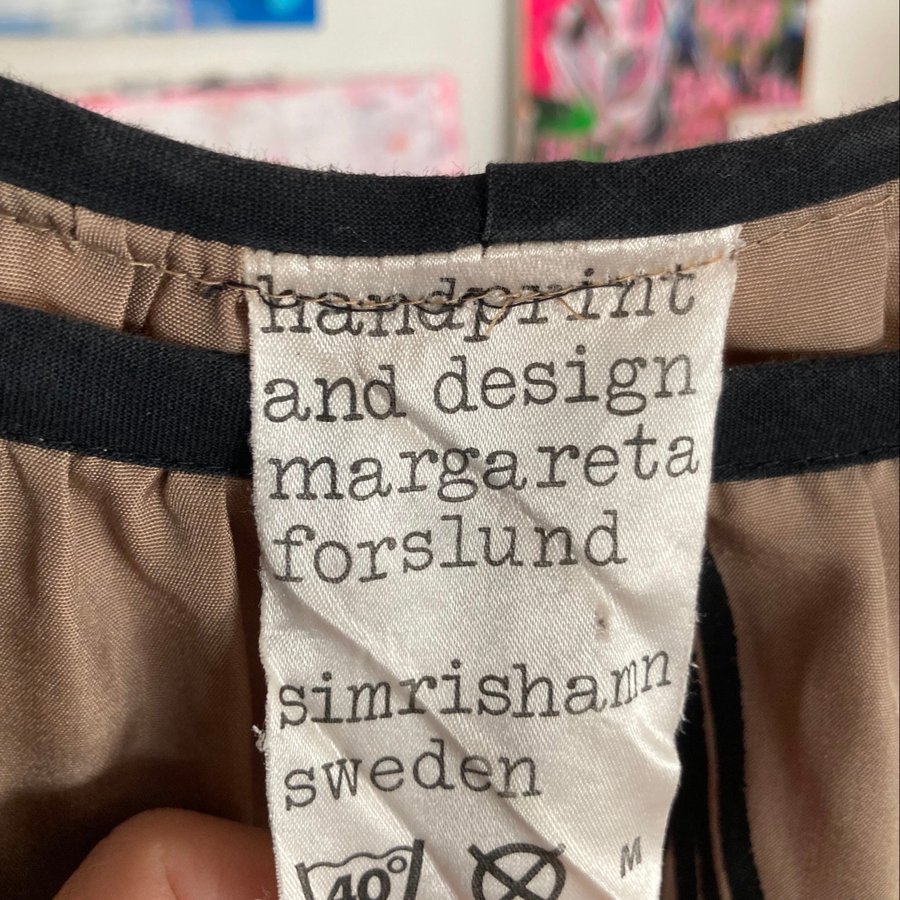 handprint
and design
margareta
forslund
simrishamn
sweden
40°
M